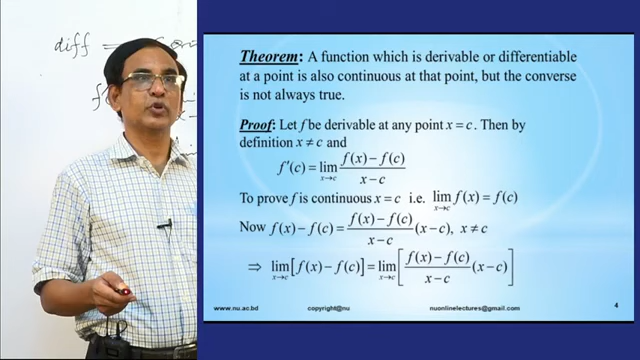 diff =
Theorem: A function which is derivable or differentiable
at a point is also continuous at that point, but the converse
is not always true.
Proof: Let f be derivable at any point x = c. Then by
definition x ≠ c and
f′(c) = lim_{x→c} (f(x) − f(c))/(x − c)
To prove f is continuous x = c i.e. lim_{x→c} f(x) = f(c)
Now f(x) − f(c) = (f(x) − f(c))/(x − c) (x − c), x ≠ c
⇒ lim_{x→c} [f(x) − f(c)] = lim_{x→c} [(f(x) − f(c))/(x − c) (x − c)]
www.nu.ac.bd copyright@nu nuonlinelectures@gmail.com 4